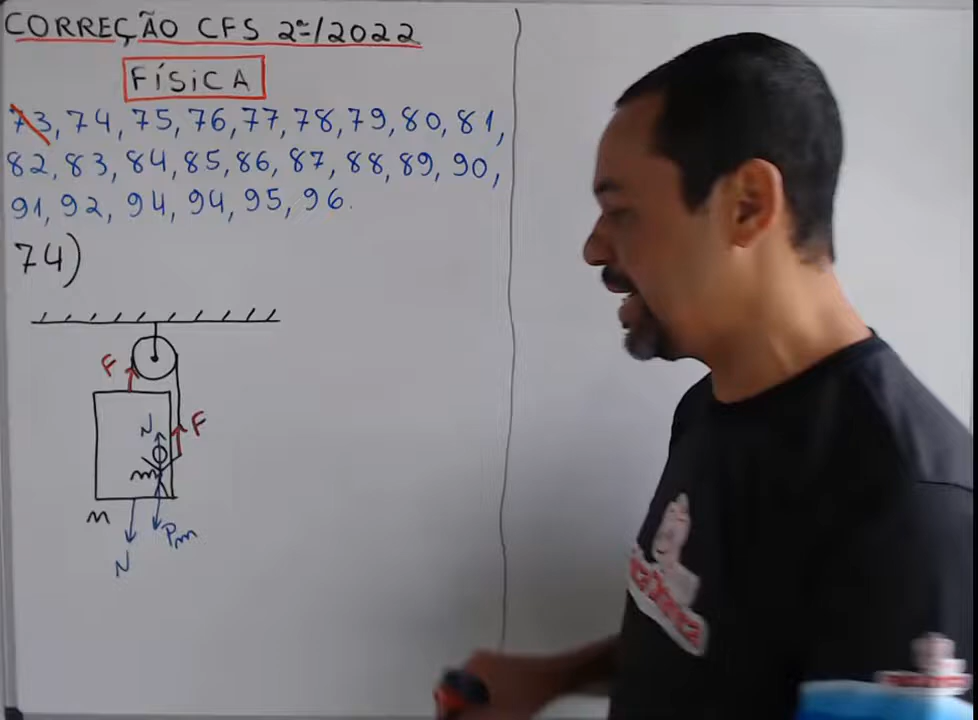 CORREÇÃO CFS 2º/2022
FÍSICA
73, 74, 75, 76, 77, 78, 79, 80, 81,
82, 83, 84, 85, 86, 87, 88, 89, 90,
91, 92, 94, 94, 95, 96.
74)
F
F
N
m
M
Pm
N